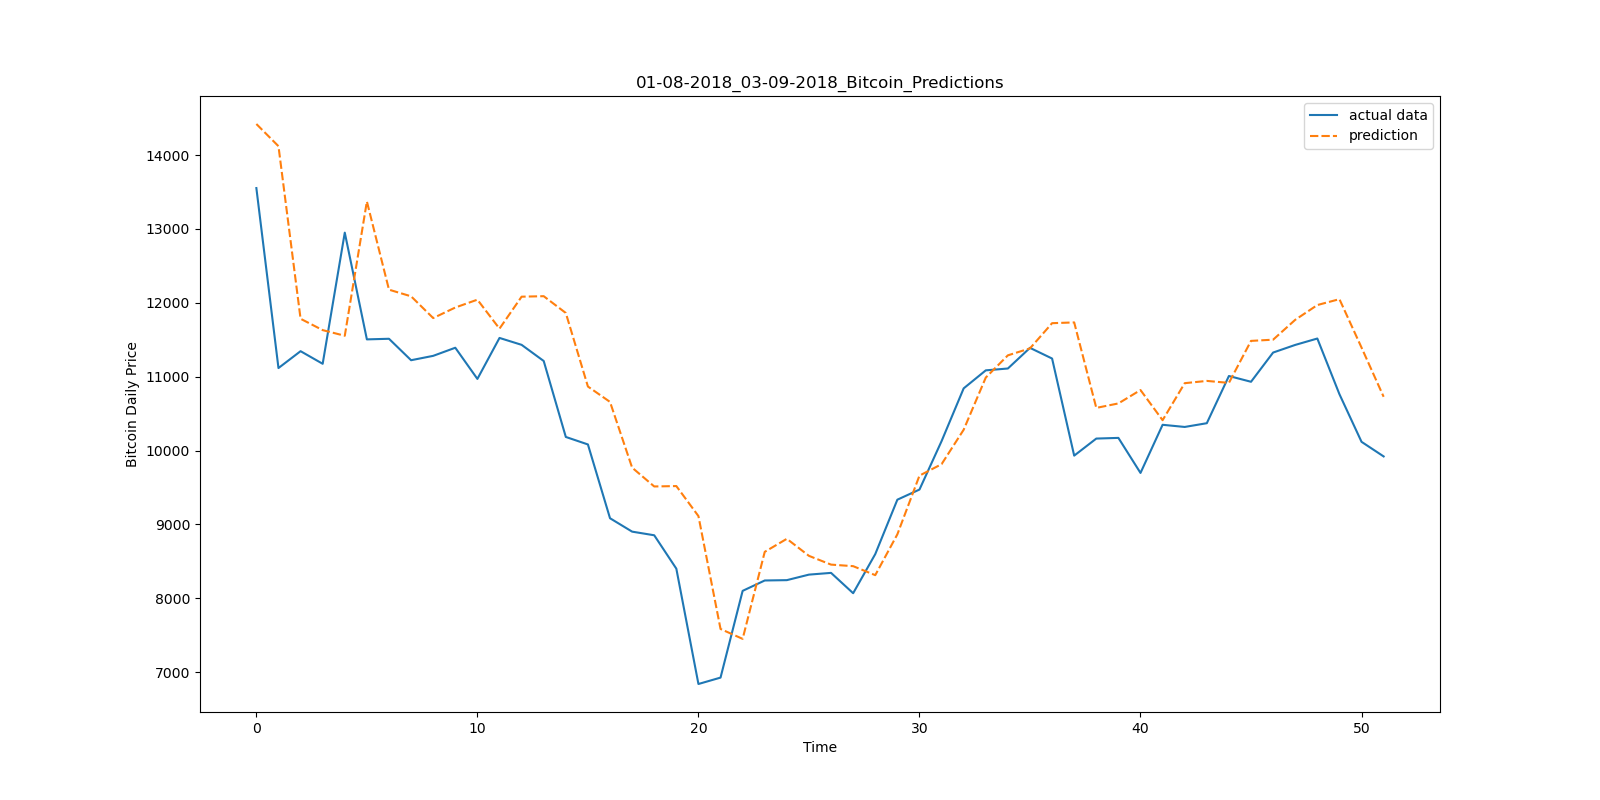 01-08-2018_03-09-2018_Bitcoin_Predictions
actual data
prediction
Bitcoin Daily Price
14000
13000
12000
11000
10000
9000
8000
7000
0 10 20 30 40 50
Time